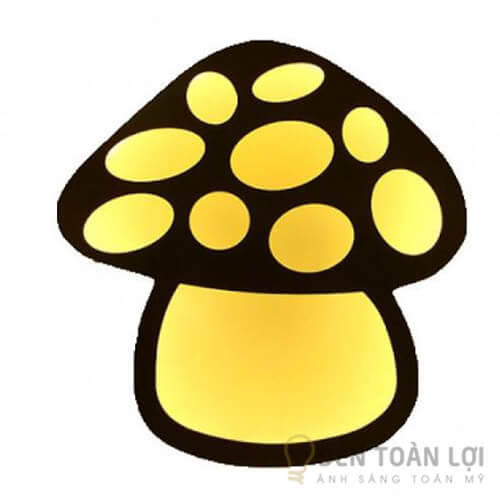 ĐÈN TOÀN LỢI
ÁNH SÁNG TOÀN MỸ